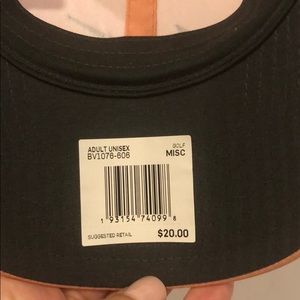 ADULT UNISEX GOLF
BV1076-606 MISC
1 93154 74099 8
SUGGESTED RETAIL $20.00